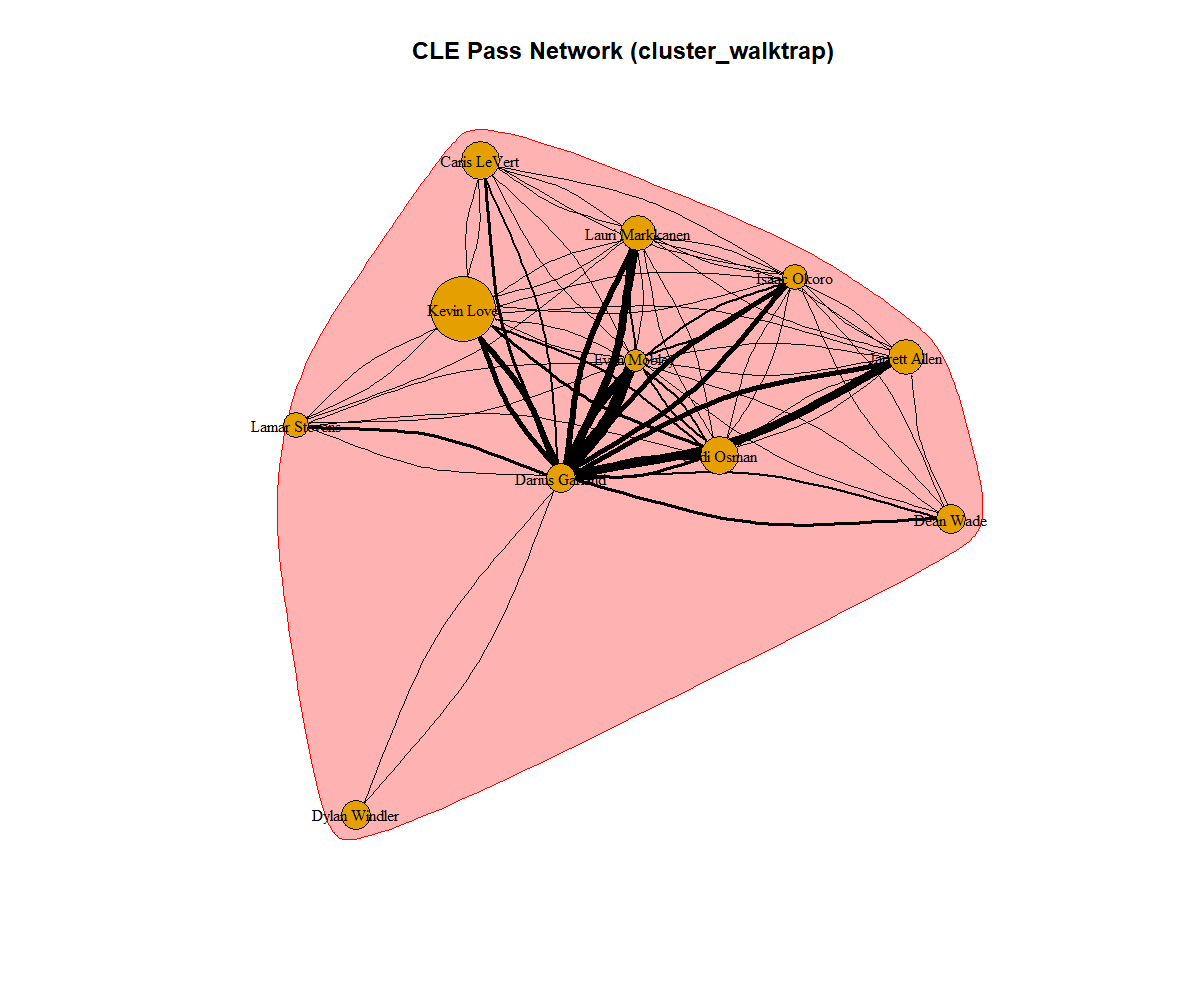 CLE Pass Network (cluster_walktrap)
Caris LeVert
Lauri Markkanen
Isaac Okoro
Kevin Love
Evan Mobley
Jarrett Allen
Lamar Stevens
Cedi Osman
Darius Garland
Dean Wade
Dylan Windler